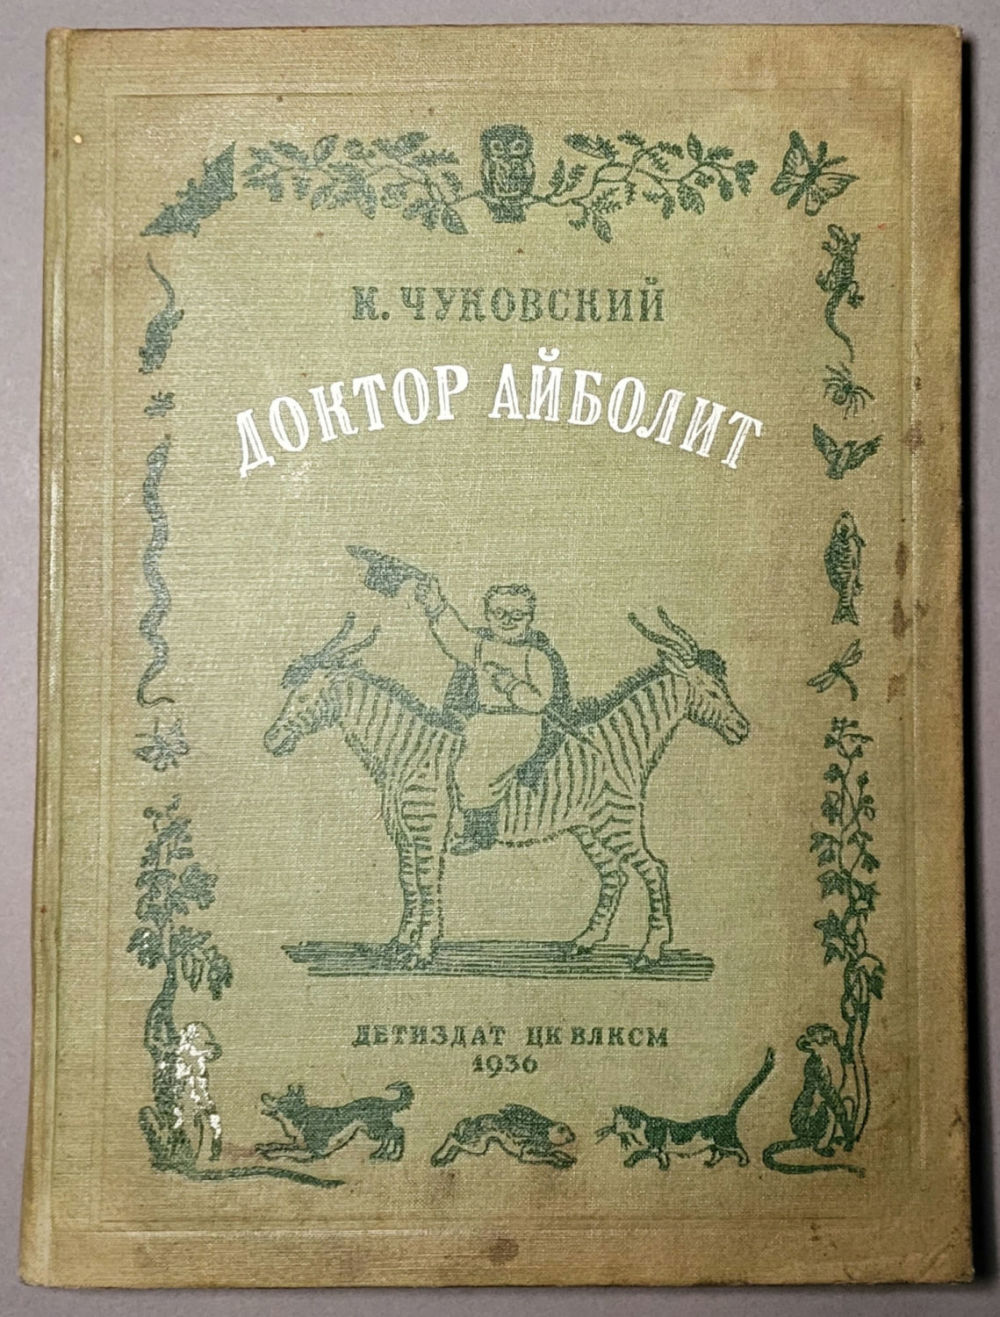 К. ЧУКОВСКИЙ
ДОКТОР АЙБОЛИТ
ДЕТИЗДАТ ЦК ВЛКСМ
1936